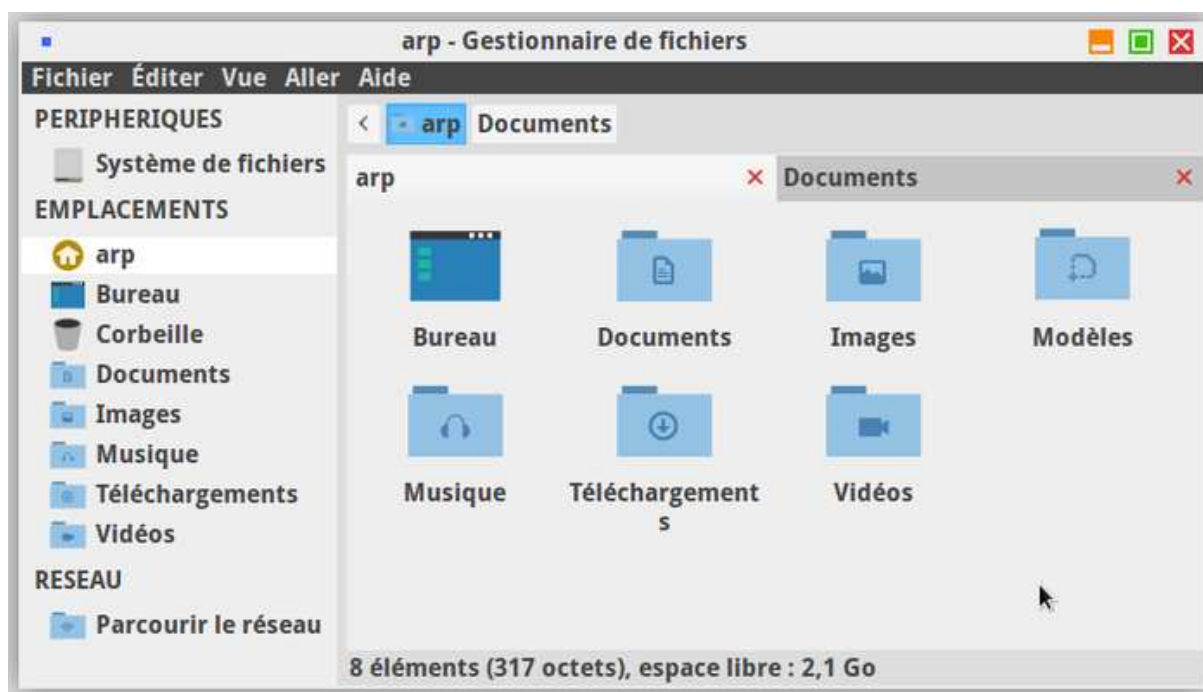 arp - Gestionnaire de fichiers
Fichier Éditer Vue Aller Aide
PERIPHERIQUES
Système de fichiers
EMPLACEMENTS
arp
Bureau
Corbeille
Documents
Images
Musique
Téléchargements
Vidéos
RESEAU
Parcourir le réseau
< arp Documents
arp × Documents ×
Bureau Documents Images Modèles
Musique Téléchargement Vidéos
s
8 éléments (317 octets), espace libre : 2,1 Go